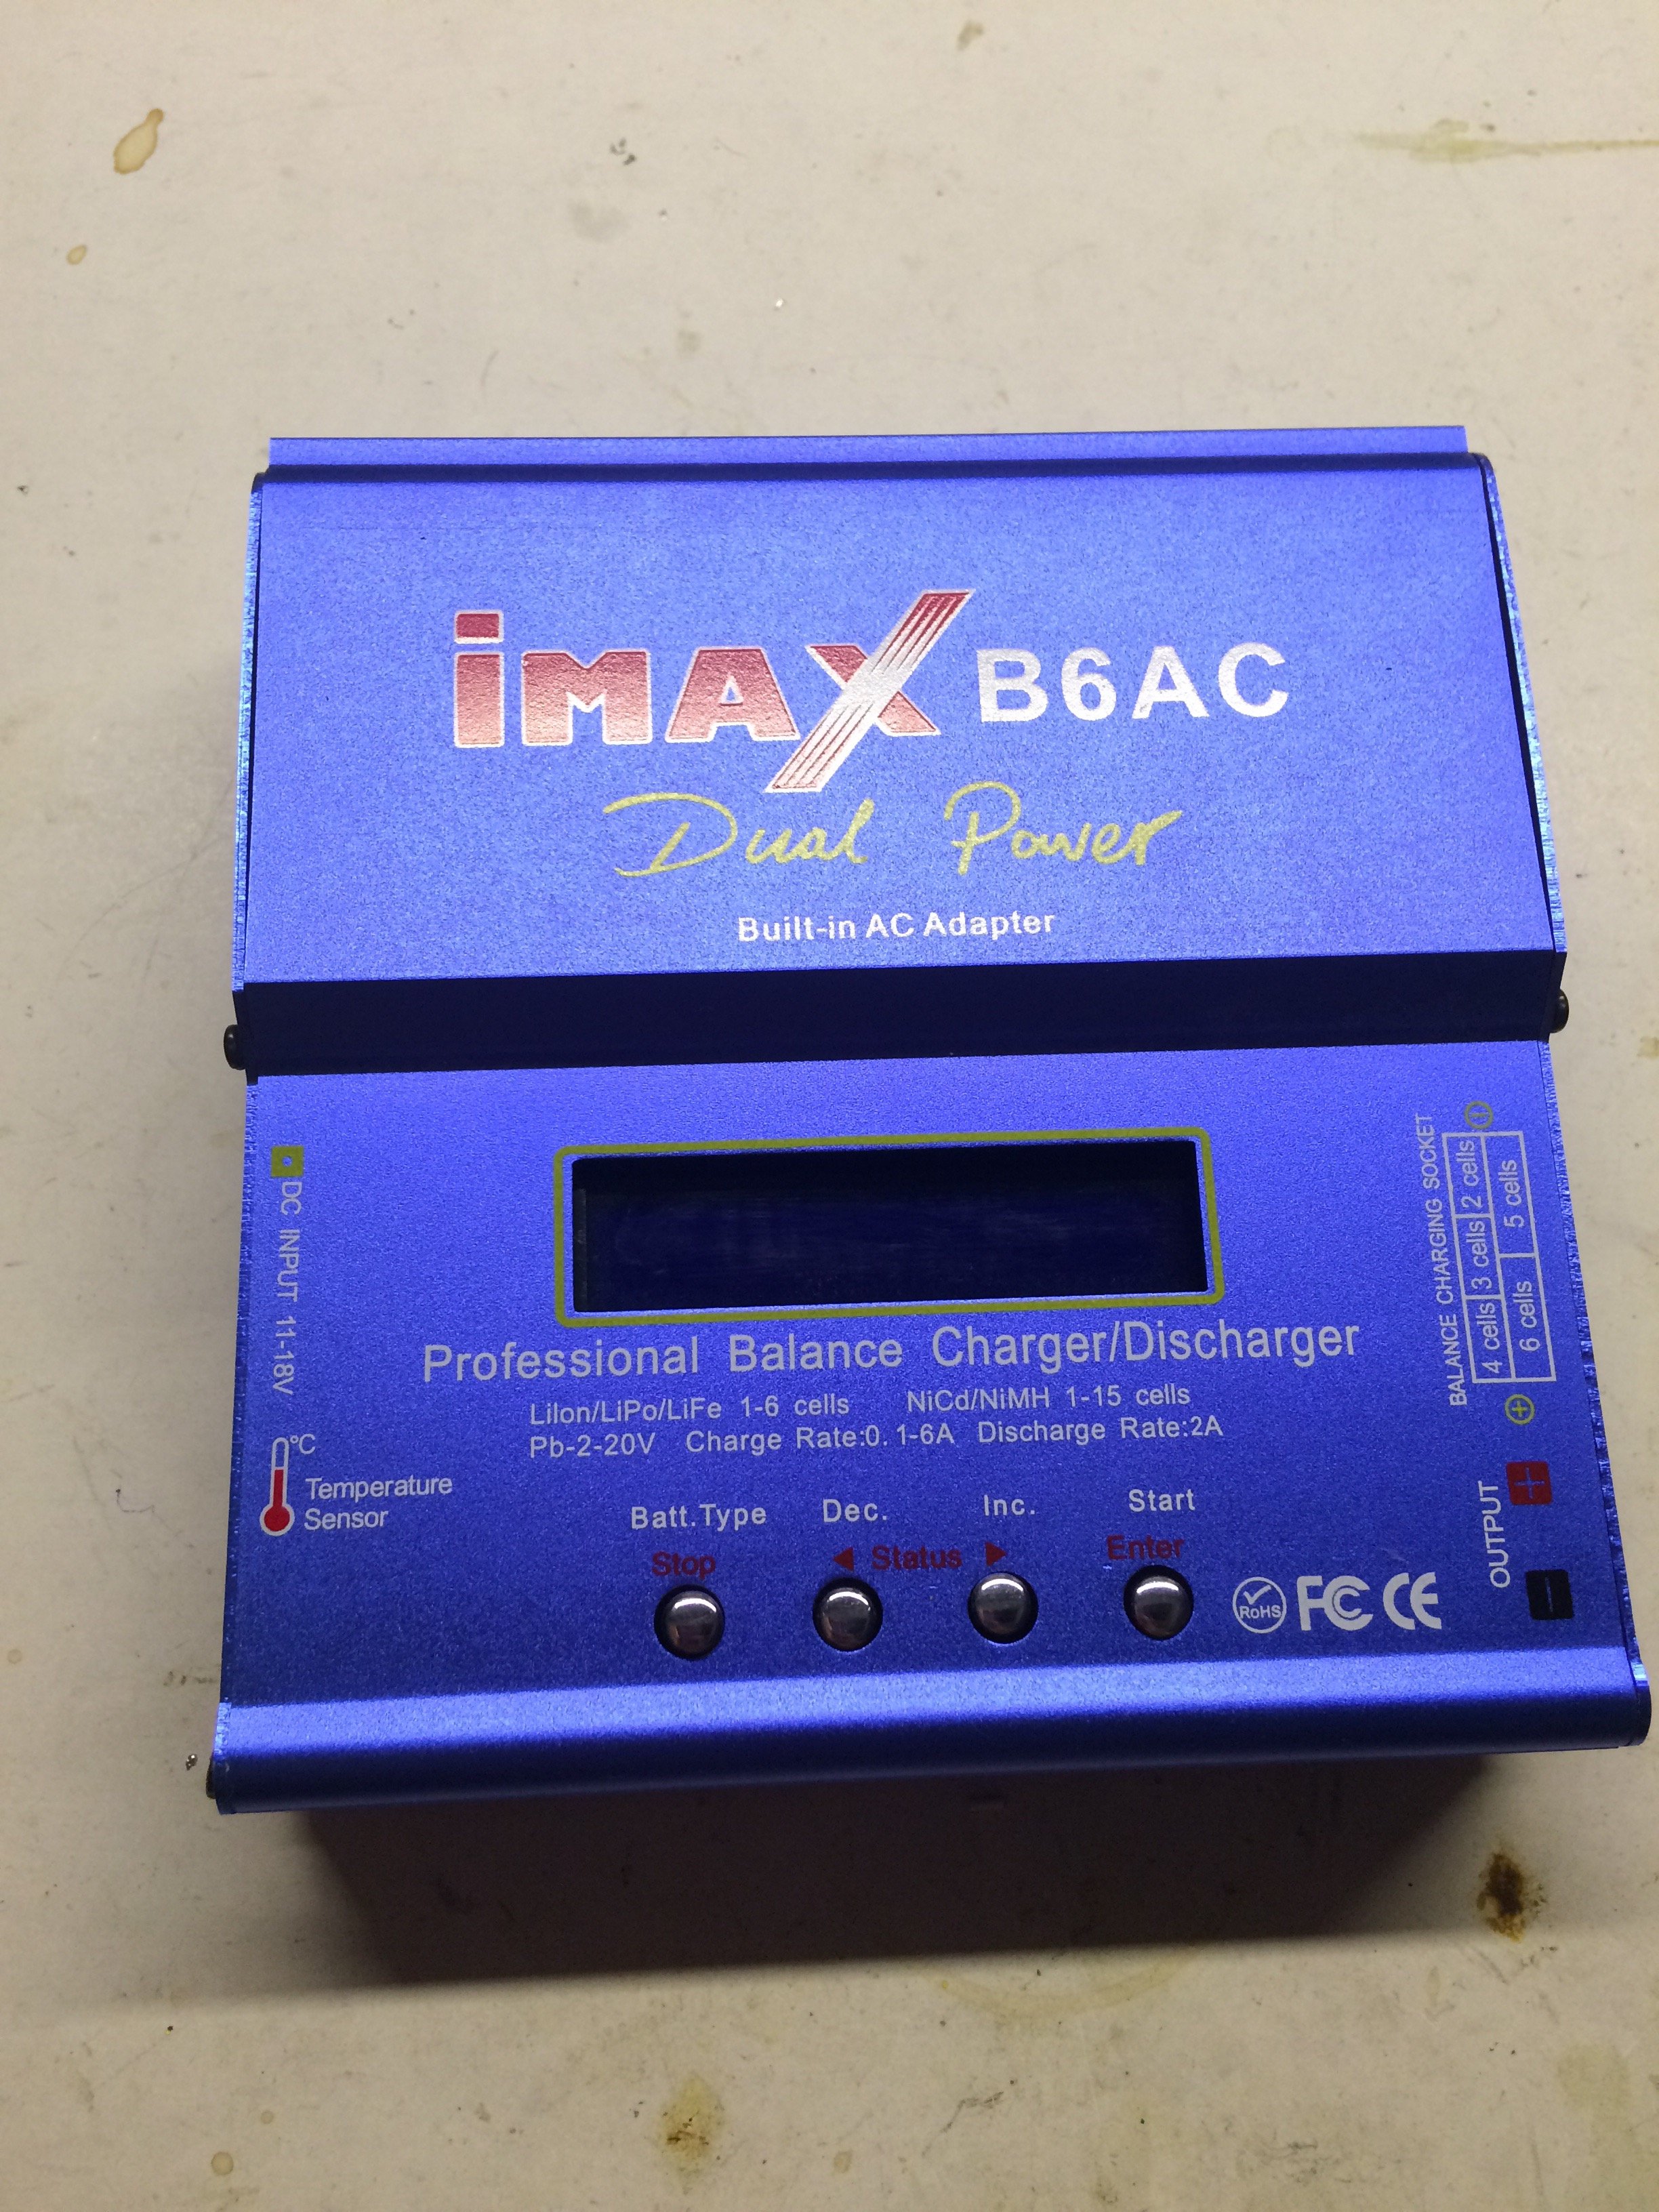 iMAX B6AC
Dual Power
Built-in AC Adapter
DC INPUT 11-18V
°C
Temperature
Sensor
Professional Balance Charger/Discharger
LiIon/LiPo/LiFe 1-6 cells NiCd/NiMH 1-15 cells
Pb-2-20V Charge Rate:0.1-6A Discharge Rate:2A
Batt.Type Dec. Inc. Start
Stop ◀ Status ▶ Enter
RoHS FC CE
BALANCE CHARGING SOCKET
4 cells 3 cells 2 cells
6 cells 5 cells
OUTPUT
+
-